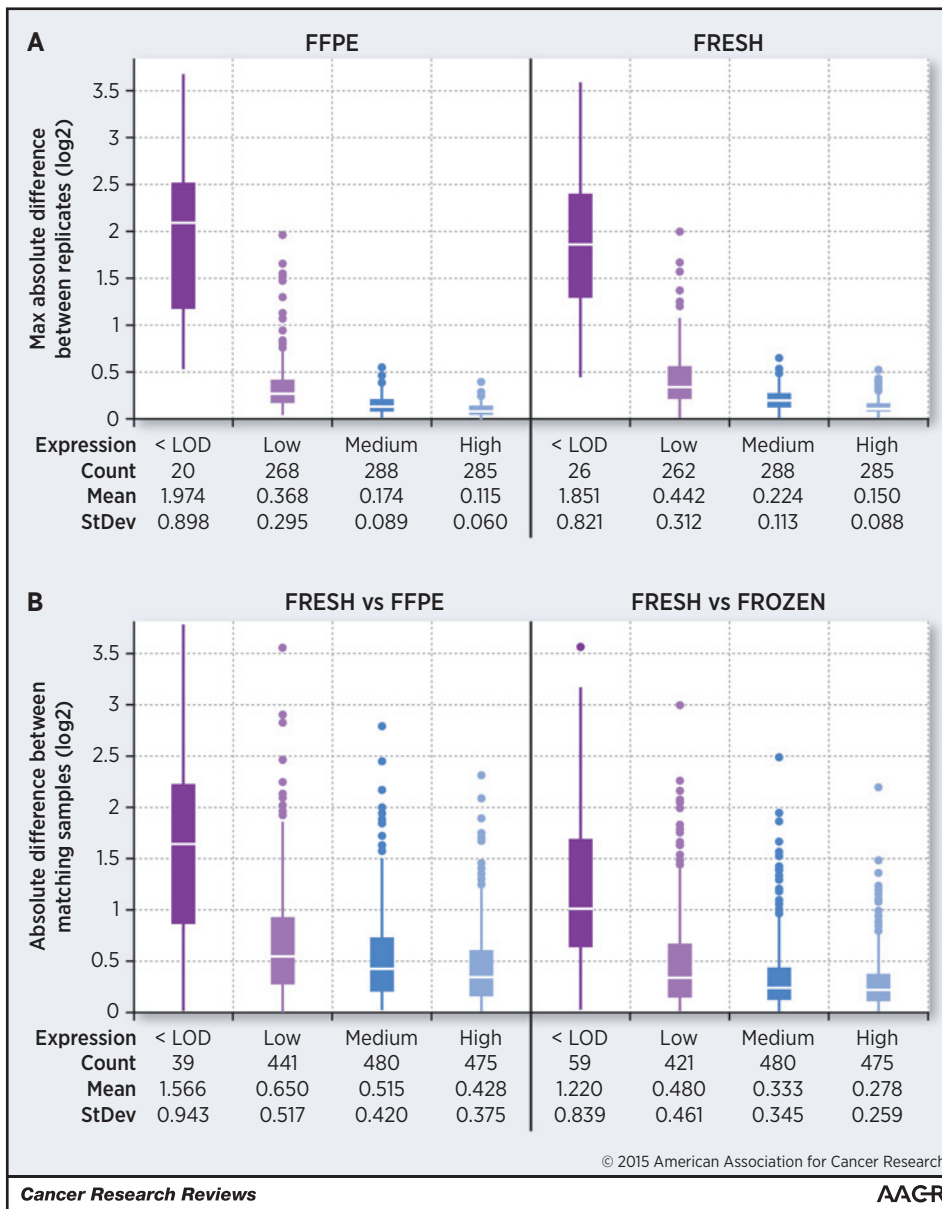 A
FFPE FRESH
Max absolute difference
between replicates (log2)
3.5
3
2.5
2
1.5
1
0.5
0
Expression < LOD Low Medium High < LOD Low Medium High
Count 20 268 288 285 26 262 288 285
Mean 1.974 0.368 0.174 0.115 1.851 0.442 0.224 0.150
StDev 0.898 0.295 0.089 0.060 0.821 0.312 0.113 0.088
B
FRESH vs FFPE FRESH vs FROZEN
Absolute difference between
matching samples (log2)
3.5
3
2.5
2
1.5
1
0.5
0
Expression < LOD Low Medium High < LOD Low Medium High
Count 39 441 480 475 59 421 480 475
Mean 1.566 0.650 0.515 0.428 1.220 0.480 0.333 0.278
StDev 0.943 0.517 0.420 0.375 0.839 0.461 0.345 0.259
© 2015 American Association for Cancer Research
Cancer Research Reviews AACR